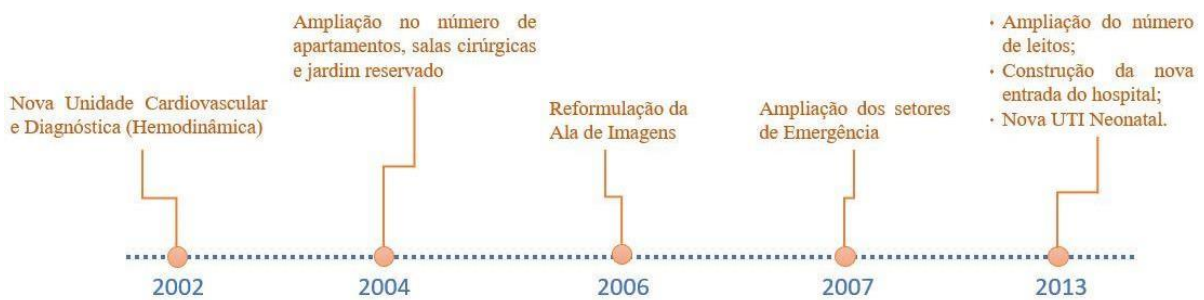 Nova Unidade Cardiovascular
e Diagnóstica (Hemodinâmica)
Ampliação no número de
apartamentos, salas cirúrgicas
e jardim reservado
Reformulação da
Ala de Imagens
Ampliação dos setores
de Emergência
· Ampliação do número
de leitos;
· Construção da nova
entrada do hospital;
· Nova UTI Neonatal.
2002
2004
2006
2007
2013